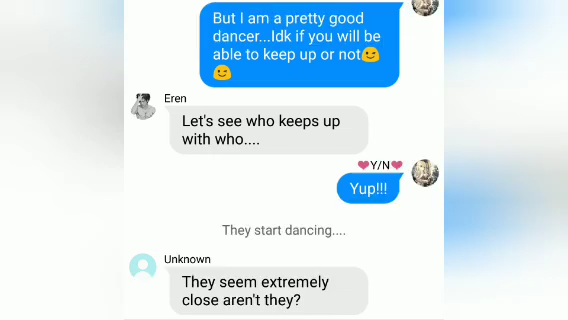 But I am a pretty good
dancer...Idk if you will be
able to keep up or not😉
😉
Eren
Let's see who keeps up
with who....
❤Y/N❤
Yup!!!
They start dancing....
Unknown
They seem extremely
close aren't they?